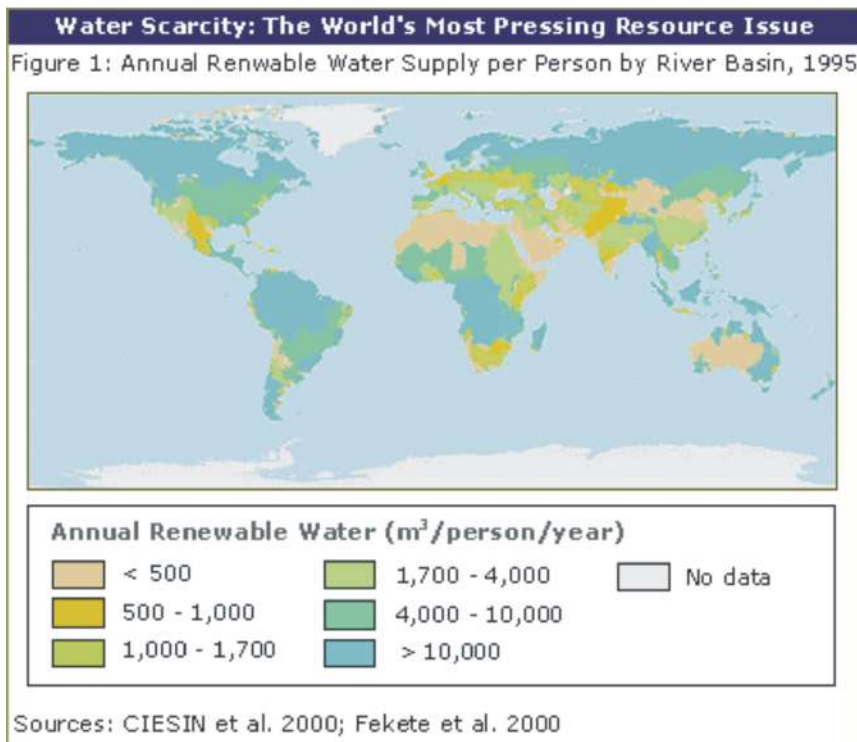 Water Scarcity: The World's Most Pressing Resource Issue
Figure 1: Annual Renwable Water Supply per Person by River Basin, 1995
Annual Renewable Water (m³/person/year)
< 500
1,700 - 4,000
No data
500 - 1,000
4,000 - 10,000
1,000 - 1,700
> 10,000
Sources: CIESIN et al. 2000; Fekete et al. 2000